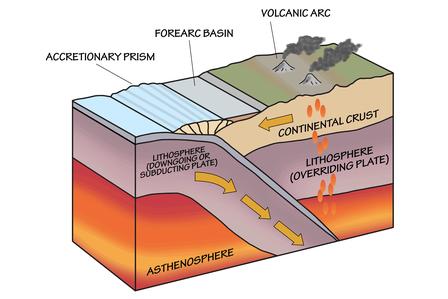 VOLCANIC ARC
FOREARC BASIN
ACCRETIONARY PRISM
CONTINENTAL CRUST
LITHOSPHERE
(DOWNGOING OR
SUBDUCTING PLATE)
LITHOSPHERE
(OVERRIDING PLATE)
ASTHENOSPHERE